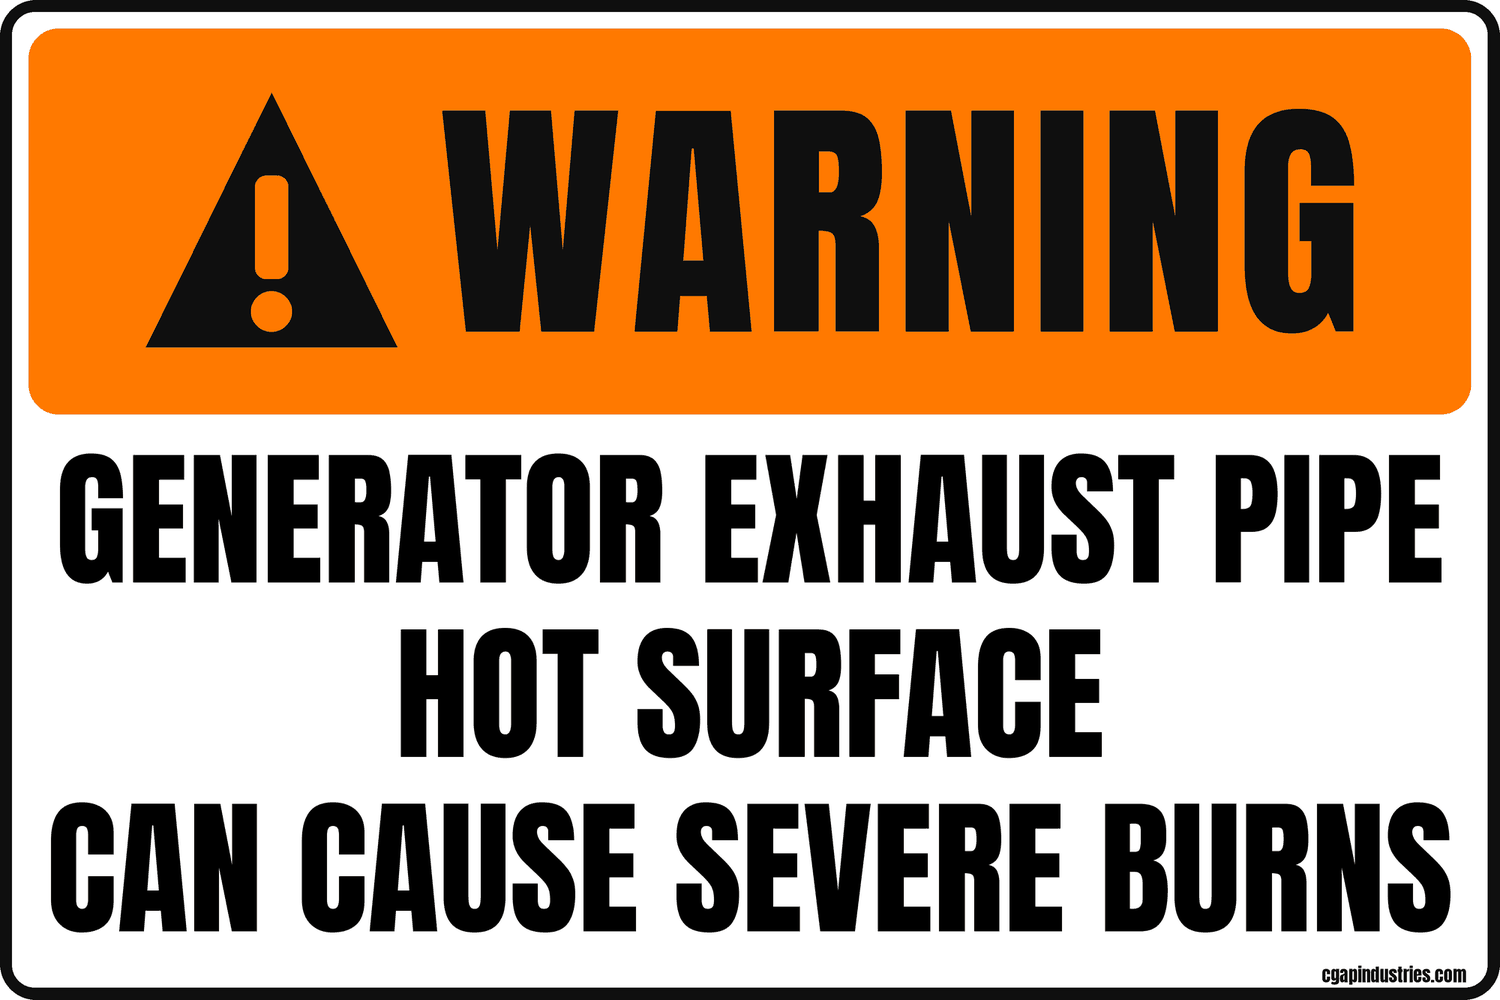 WARNING
GENERATOR EXHAUST PIPE
HOT SURFACE
CAN CAUSE SEVERE BURNS
cgapindustries.com